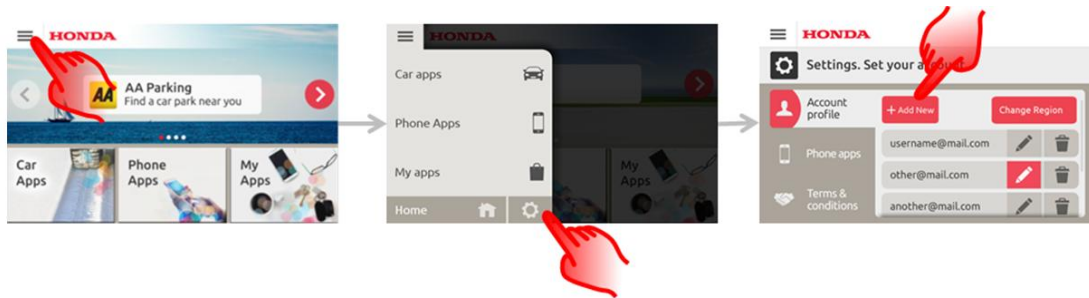 HONDA
AA
AA Parking
Find a car park near you
Car
Apps
Phone
Apps
My
Apps
HONDA
Car apps
Phone Apps
My apps
Home
My
Apps
HONDA
Settings. Set your account
Account
profile
+ Add New
Change Region
Phone apps
username@mail.com
other@mail.com
Terms &
conditions
another@mail.com